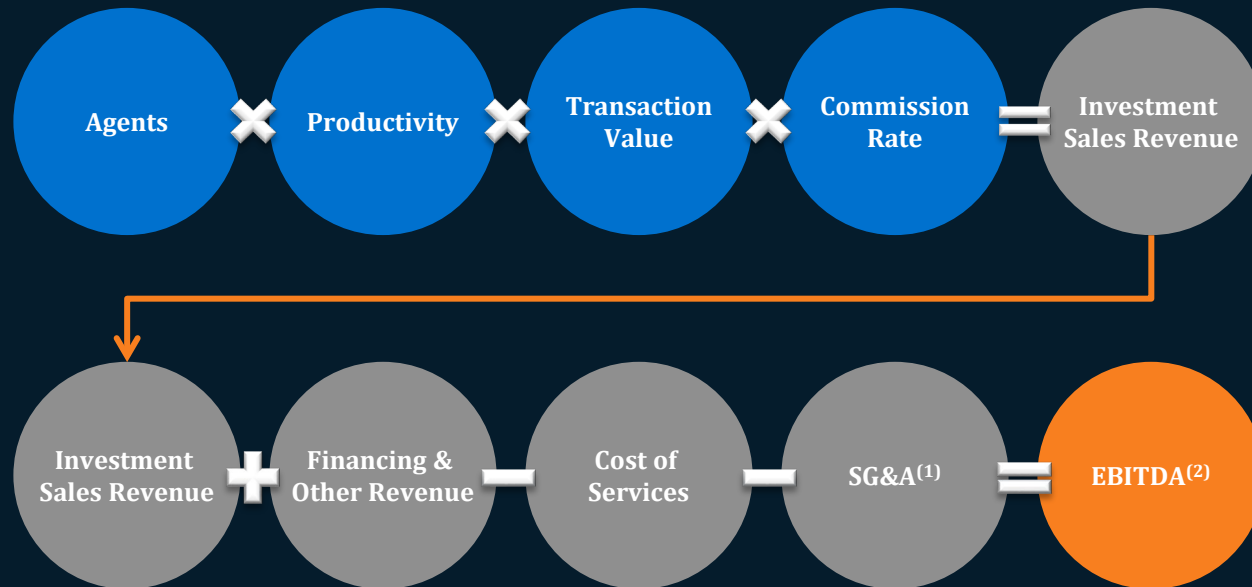 Agents
Productivity
Transaction
Value
Commission
Rate
Investment
Sales Revenue
Investment
Sales Revenue
Financing &
Other Revenue
Cost of
Services
SG&A(1)
EBITDA(2)